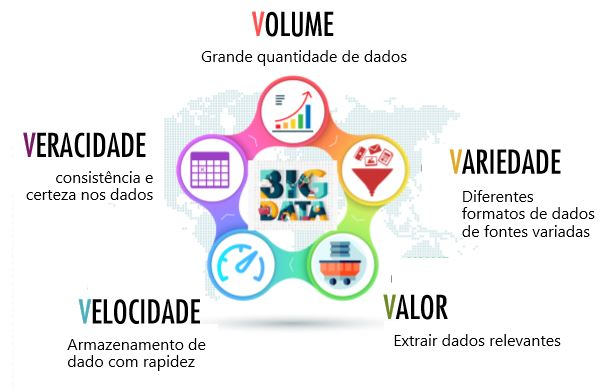 VOLUME
Grande quantidade de dados
VERACIDADE
consistência e
certeza nos dados
BIG
DATA
VARIEDADE
Diferentes
formatos de dados
de fontes variadas
VELOCIDADE
Armazenamento de
dado com rapidez
VALOR
Extrair dados relevantes